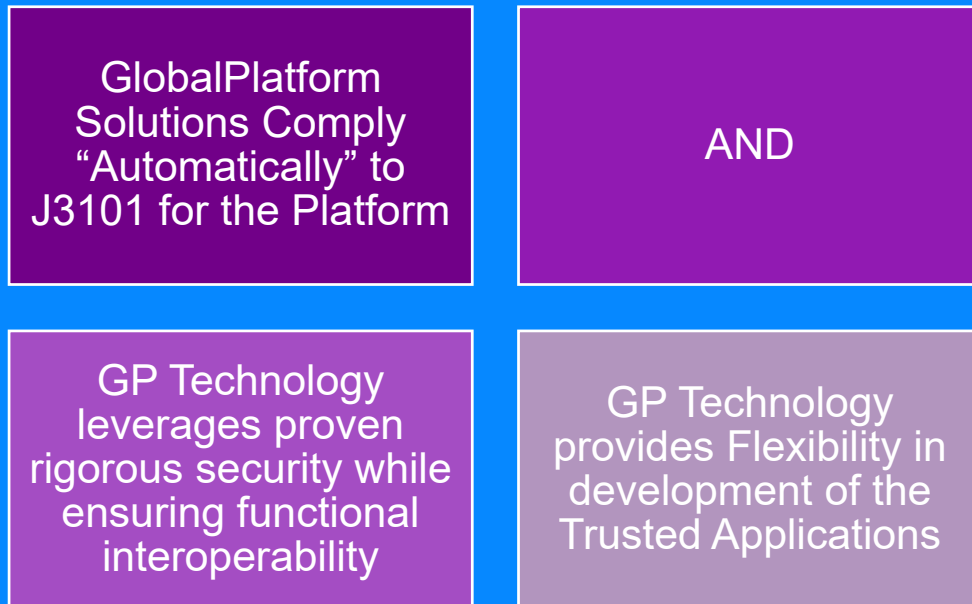 GlobalPlatform
Solutions Comply
“Automatically” to
J3101 for the Platform
AND
GP Technology
leverages proven
rigorous security while
ensuring functional
interoperability
GP Technology
provides Flexibility in
development of the
Trusted Applications